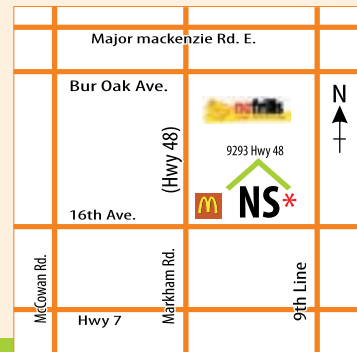 Major mackenzie Rd. E.
Bur Oak Ave.
N
nofrills
(Hwy 48)
9293 Hwy 48
M
NS*
16th Ave.
McCowan Rd.
Markham Rd.
9th Line
Hwy 7